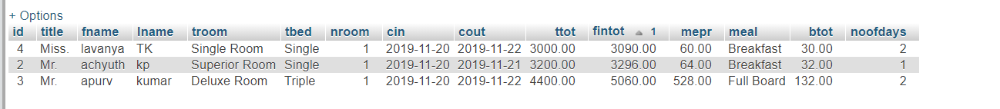 + Options
id title fname lname troom tbed nroom cin cout ttot fintot 1 mepr meal btot noofdays
4 Miss. lavanya TK Single Room Single 1 2019-11-20 2019-11-22 3000.00 3090.00 60.00 Breakfast 30.00 2
2 Mr. achyuth kp Superior Room Single 1 2019-11-20 2019-11-21 3200.00 3296.00 64.00 Breakfast 32.00 1
3 Mr. apurv kumar Deluxe Room Triple 1 2019-11-20 2019-11-22 4400.00 5060.00 528.00 Full Board 132.00 2